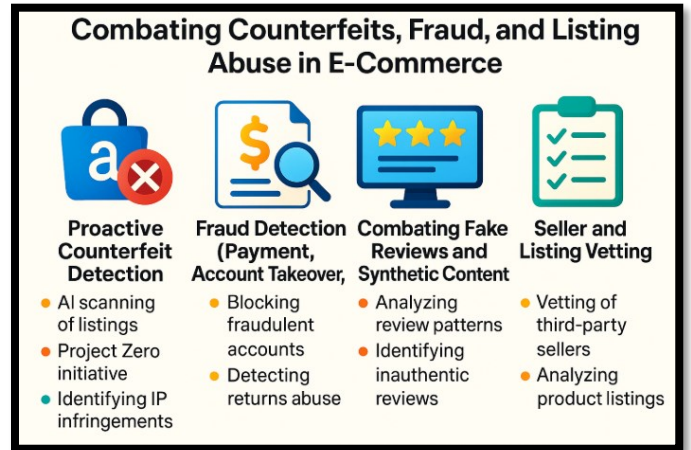 Combating Counterfeits, Fraud, and Listing
Abuse in E-Commerce
a
$
Proactive
Counterfeit
Detection
AI scanning
of listings
Project Zero
initiative
Identifying IP
infringements
Fraud Detection
(Payment,
Account Takeover,
Blocking
fraudulent
accounts
Detecting
returns abuse
Combating Fake
Reviews and
Synthetic Content
Analyzing
review patterns
Identifying
inauthentic
reviews
Seller and
Listing Vetting
Vetting of
third-party
sellers
Analyzing
product listings